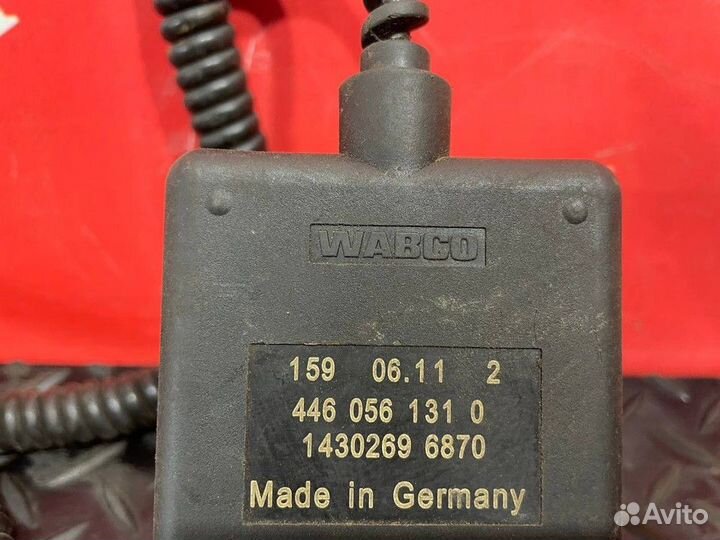 WABCO
159 06.11 2
446 056 131 0
1430269 6870
Made in Germany
Avito